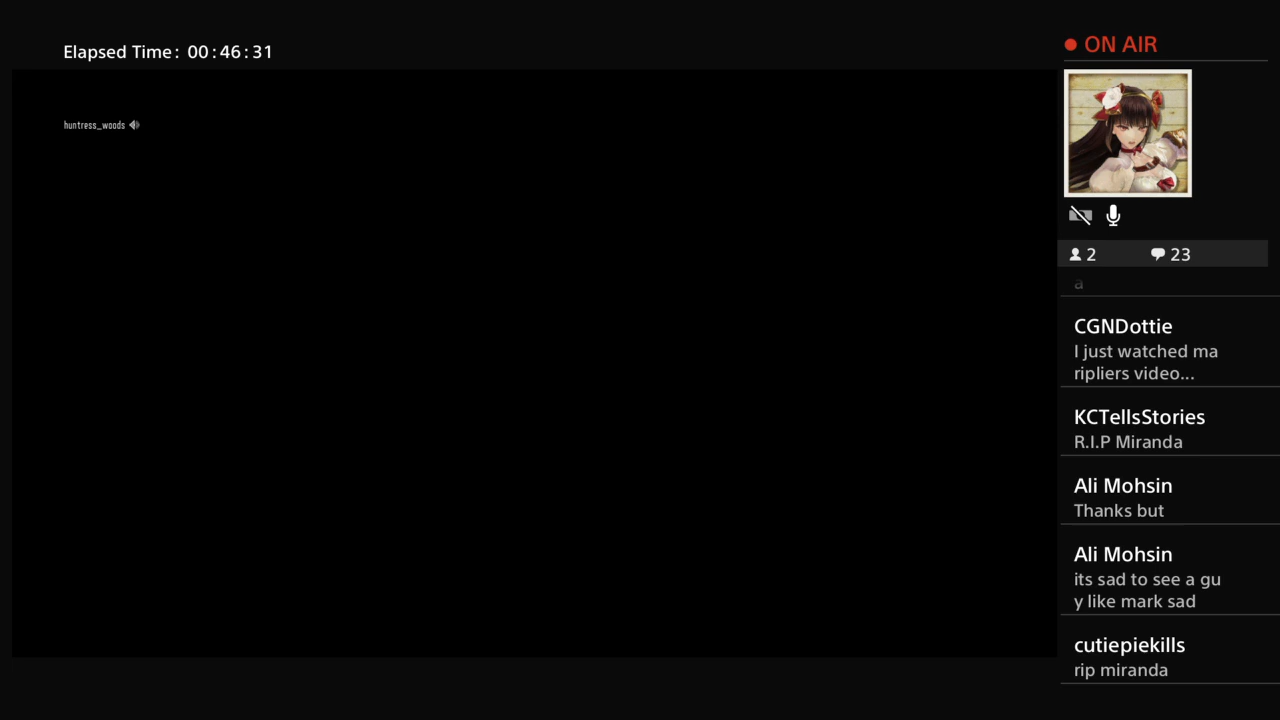 Elapsed Time: 00:46:31
ON AIR
huntress_woods
2 23
a
CGNDottie
I just watched ma
ripliers video...
KCTellsStories
R.I.P Miranda
Ali Mohsin
Thanks but
Ali Mohsin
its sad to see a gu
y like mark sad
cutiepiekills
rip miranda